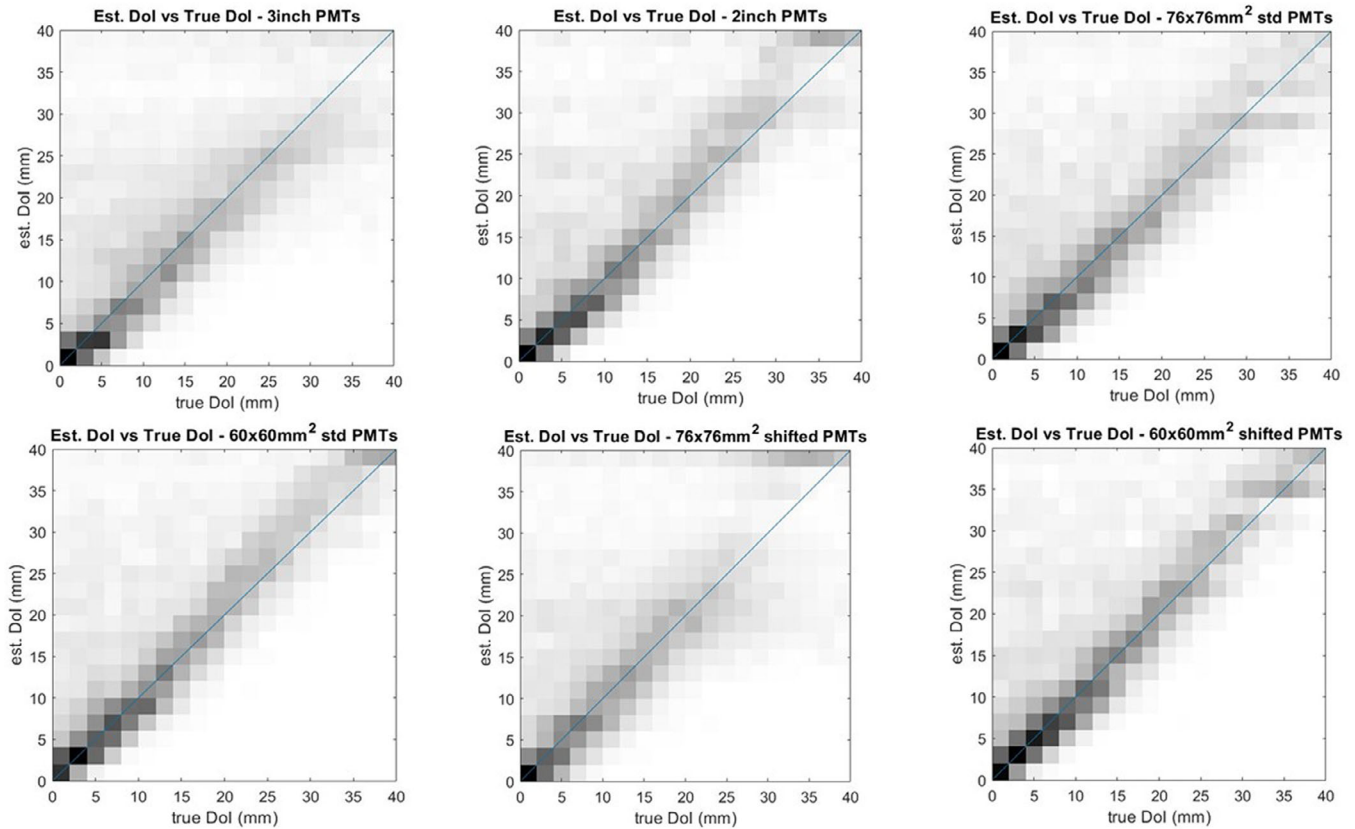 Est. DoI vs True DoI - 3inch PMTs
40
35
30
25
20
15
10
5
0
est. DoI (mm)
0 5 10 15 20 25 30 35 40
true DoI (mm)
Est. DoI vs True DoI - 2inch PMTs
40
35
30
25
20
15
10
5
0
est. DoI (mm)
0 5 10 15 20 25 30 35 40
true DoI (mm)
Est. DoI vs True DoI - 76x76mm² std PMTs
40
35
30
25
20
15
10
5
0
est. DoI (mm)
0 5 10 15 20 25 30 35 40
true DoI (mm)
Est. DoI vs True DoI - 60x60mm² std PMTs
40
35
30
25
20
15
10
5
0
est. DoI (mm)
0 5 10 15 20 25 30 35 40
true DoI (mm)
Est. DoI vs True DoI - 76x76mm² shifted PMTs
40
35
30
25
20
15
10
5
0
est. DoI (mm)
0 5 10 15 20 25 30 35 40
true DoI (mm)
Est. DoI vs True DoI - 60x60mm² shifted PMTs
40
35
30
25
20
15
10
5
0
est. DoI (mm)
0 5 10 15 20 25 30 35 40
true DoI (mm)